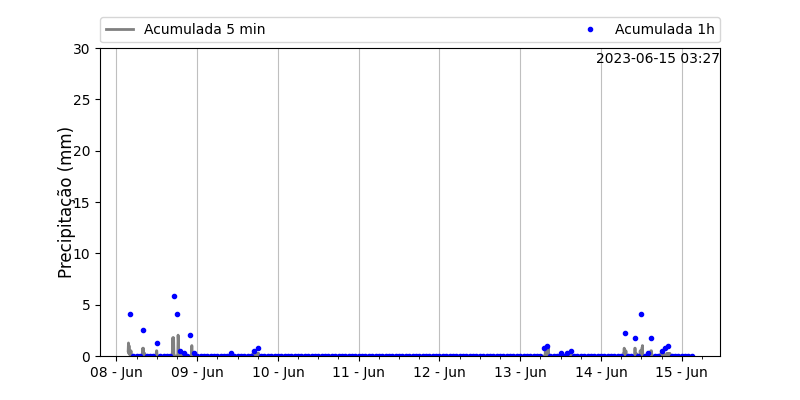 Acumulada 5 min
Acumulada 1h
2023-06-15 03:27
Precipitação (mm)
30
25
20
15
10
5
0
08 - Jun 09 - Jun 10 - Jun 11 - Jun 12 - Jun 13 - Jun 14 - Jun 15 - Jun